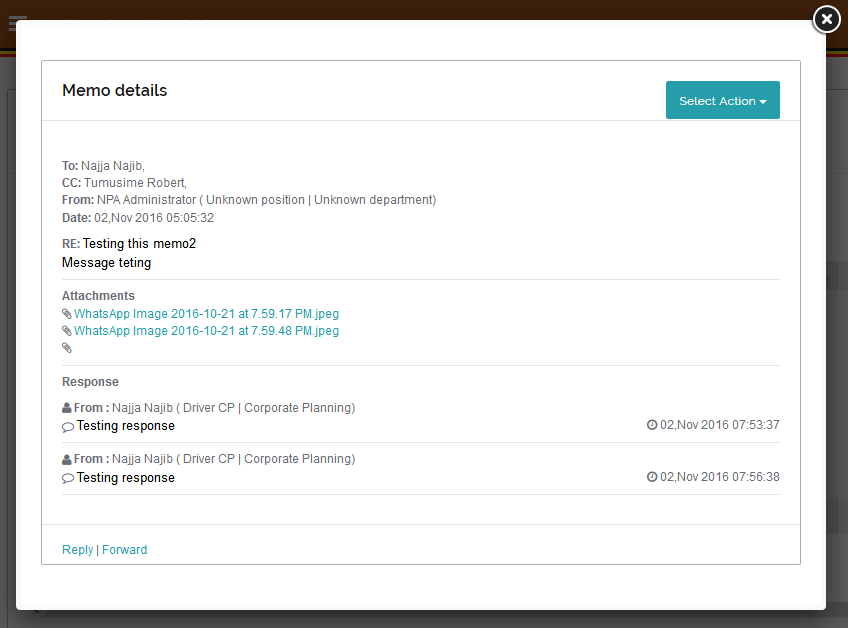 Memo details
Select Action
To: Najja Najib,
CC: Tumusime Robert,
From: NPA Administrator ( Unknown position | Unknown department)
Date: 02,Nov 2016 05:05:32
RE: Testing this memo2
Message teting
Attachments
WhatsApp Image 2016-10-21 at 7.59.17 PM.jpeg
WhatsApp Image 2016-10-21 at 7.59.48 PM.jpeg
Response
From : Najja Najib ( Driver CP | Corporate Planning)
Testing response 02,Nov 2016 07:53:37
From : Najja Najib ( Driver CP | Corporate Planning)
Testing response 02,Nov 2016 07:56:38
Reply | Forward